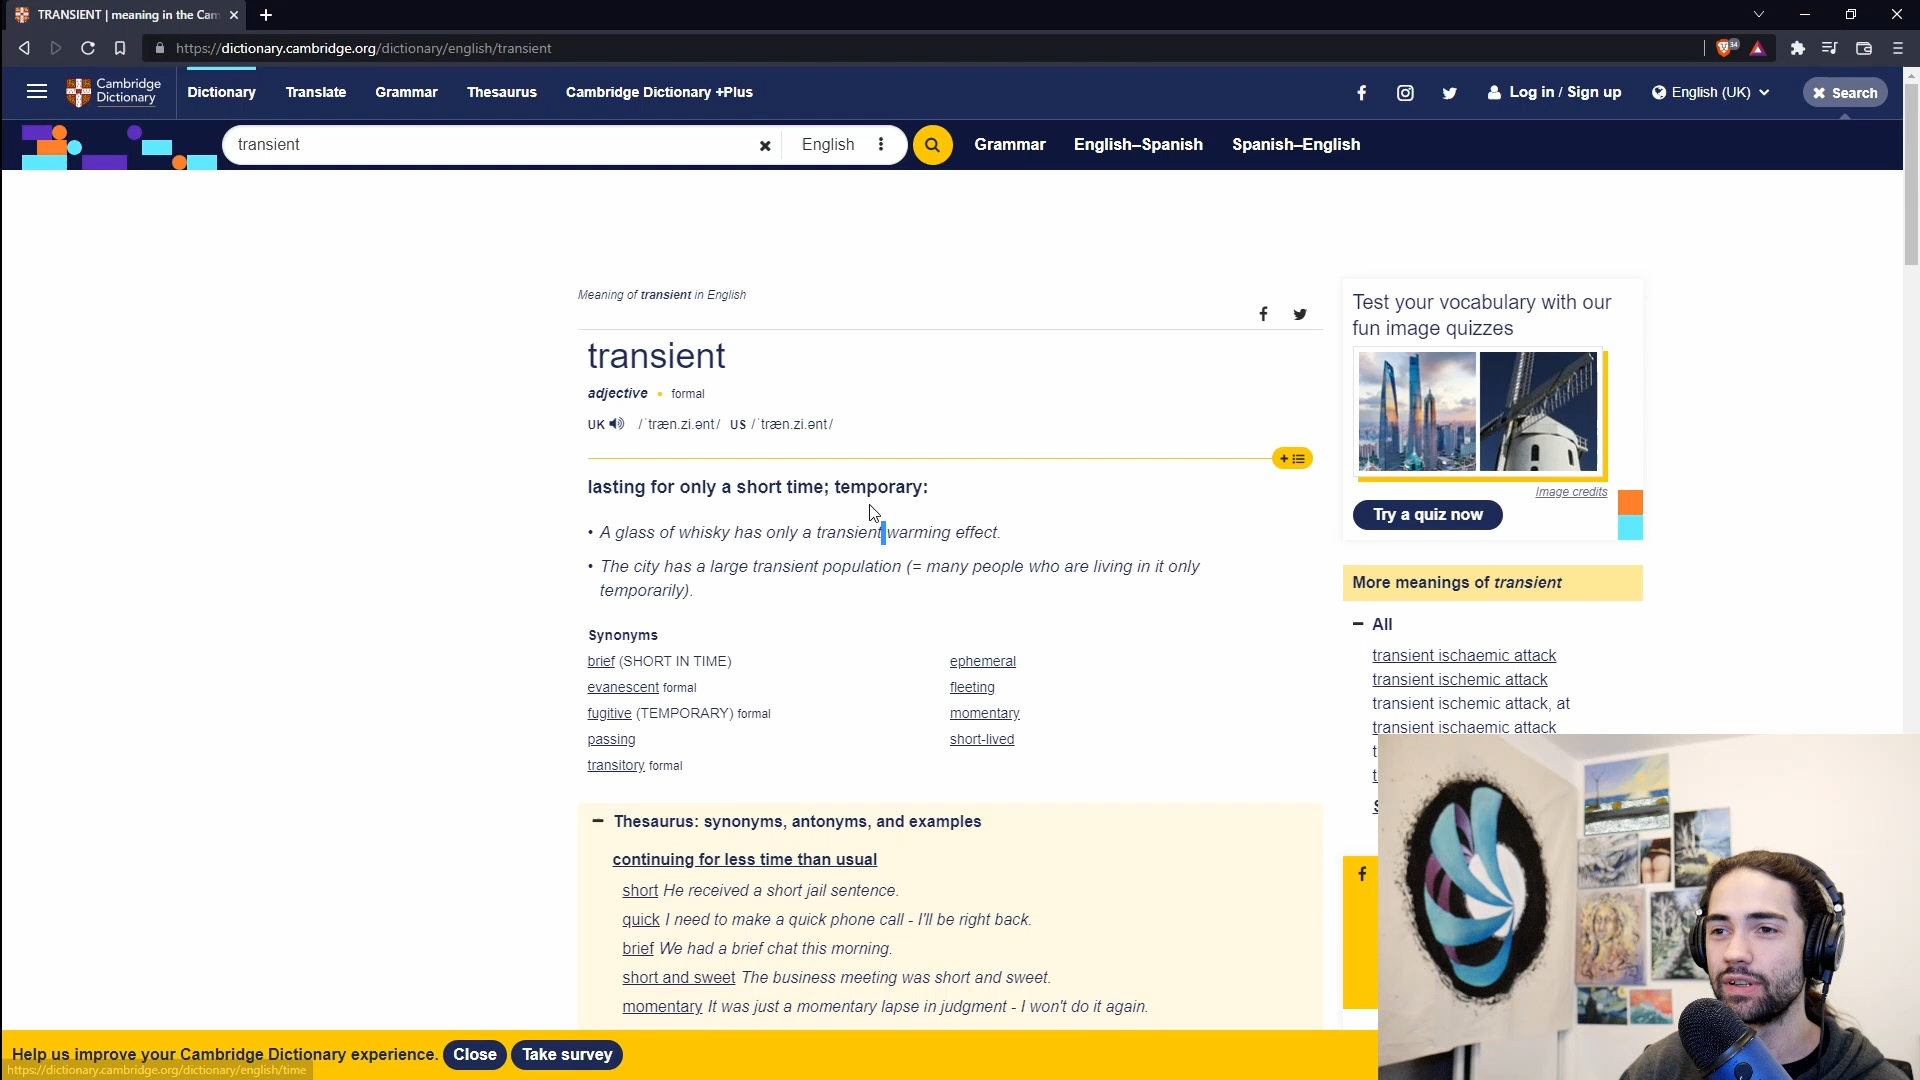 TRANSIENT | meaning in the Cam
https://dictionary.cambridge.org/dictionary/english/transient
34
Cambridge
Dictionary
Dictionary
Translate
Grammar
Thesaurus
Cambridge Dictionary +Plus
Log in / Sign up
English (UK)
Search
transient
English
Grammar
English–Spanish
Spanish–English
Meaning of transient in English
transient
adjective • formal
UK /ˈtræn.zi.ənt/ US /ˈtræn.zi.ənt/
lasting for only a short time; temporary:
• A glass of whisky has only a transient warming effect.
• The city has a large transient population (= many people who are living in it only
temporarily).
Synonyms
brief (SHORT IN TIME)
evanescent formal
fugitive (TEMPORARY) formal
passing
transitory formal
ephemeral
fleeting
momentary
short-lived
Thesaurus: synonyms, antonyms, and examples
continuing for less time than usual
short He received a short jail sentence.
quick I need to make a quick phone call - I'll be right back.
brief We had a brief chat this morning.
short and sweet The business meeting was short and sweet.
momentary It was just a momentary lapse in judgment - I won't do it again.
Test your vocabulary with our
fun image quizzes
Image credits
Try a quiz now
More meanings of transient
All
transient ischaemic attack
transient ischemic attack
transient ischemic attack, at
transient ischaemic attack
Help us improve your Cambridge Dictionary experience. Close Take survey
https://dictionary.cambridge.org/dictionary/english/time